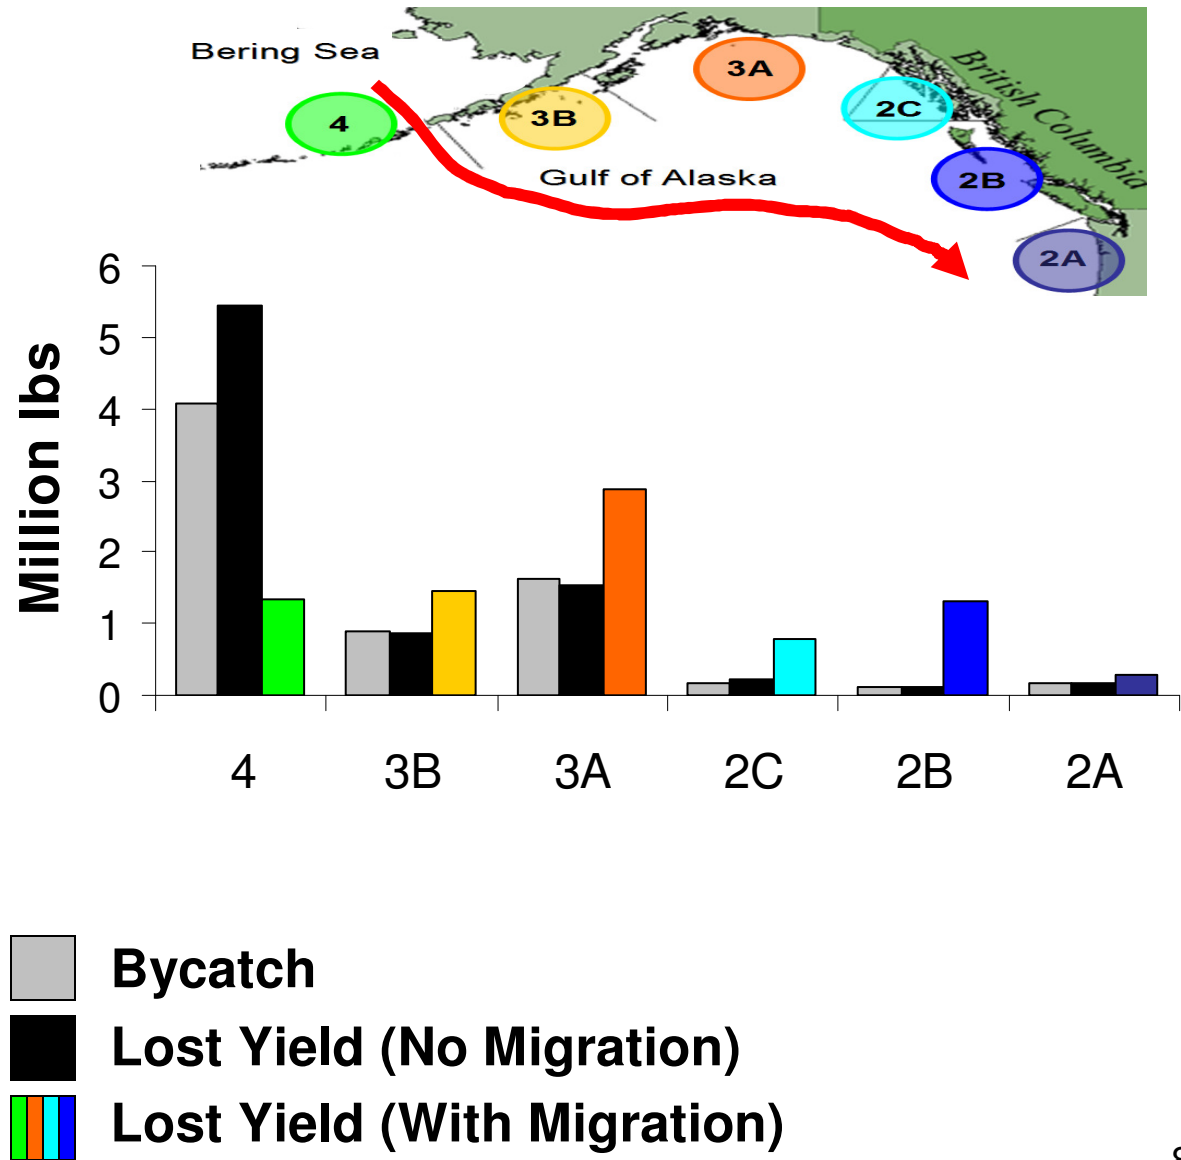 Bering Sea
British Columbia
3A
2C
4
3B
Gulf of Alaska
2B
2A
Million lbs
6
5
4
3
2
1
0
4 3B 3A 2C 2B 2A
Bycatch
Lost Yield (No Migration)
Lost Yield (With Migration)